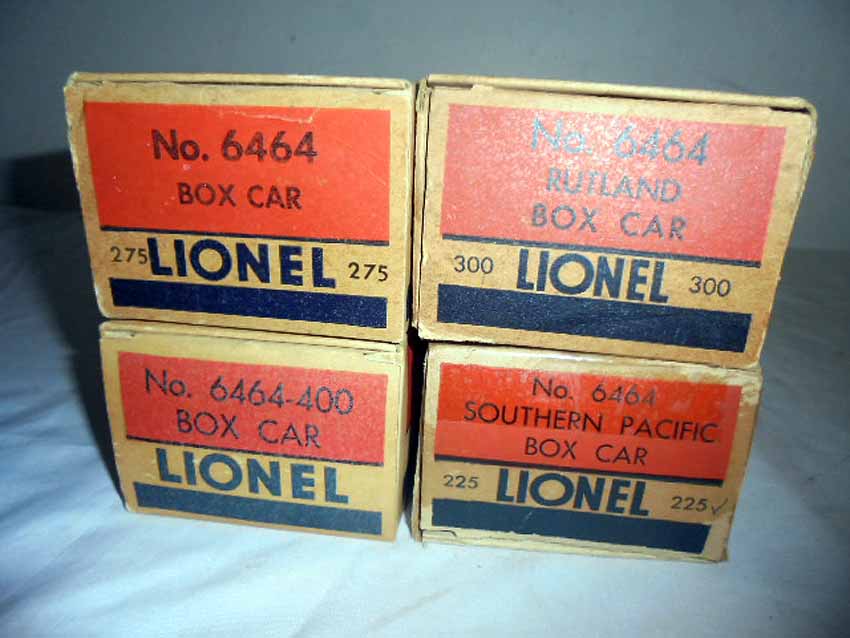 No. 6464
BOX CAR
275 LIONEL 275
No. 6464
RUTLAND
BOX CAR
300 LIONEL 300
No. 6464-400
BOX CAR
LIONEL
No. 6464
SOUTHERN PACIFIC
BOX CAR
225 LIONEL 225✓